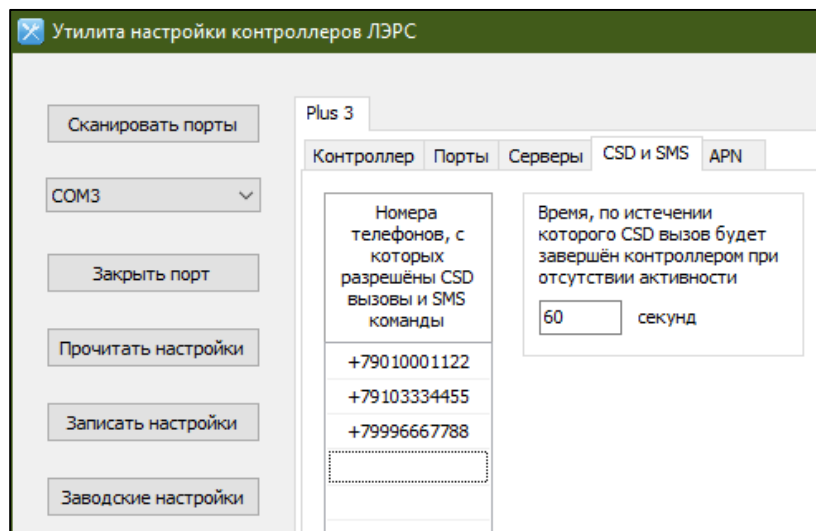 Утилита настройки контроллеров ЛЭРС
Сканировать порты
COM3
Закрыть порт
Прочитать настройки
Записать настройки
Заводские настройки
Plus 3
Контроллер Порты Серверы CSD и SMS APN
Номера
телефонов, с
которых
разрешёны CSD
вызовы и SMS
команды
+79010001122
+79103334455
+79996667788
Время, по истечении
которого CSD вызов будет
завершён контроллером при
отсутствии активности
60 секунд